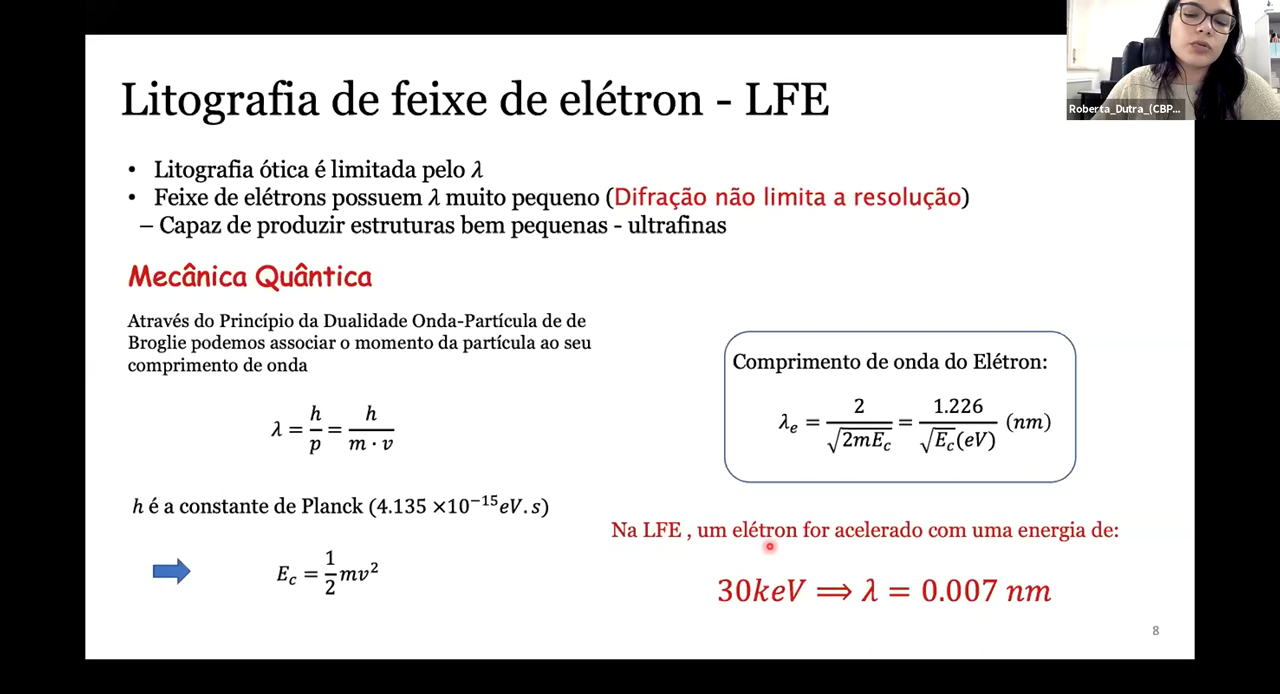 Litografia de feixe de elétron - LFE
Roberta_Dutra_(CBP...
• Litografia ótica é limitada pelo λ
• Feixe de elétrons possuem λ muito pequeno (Difração não limita a resolução)
– Capaz de produzir estruturas bem pequenas - ultrafinas
Mecânica Quântica
Através do Princípio da Dualidade Onda-Partícula de de
Broglie podemos associar o momento da partícula ao seu
comprimento de onda
λ = h/p = h/(m · v)
h é a constante de Planck (4.135 ×10⁻¹⁵eV.s)
E_c = 1/2 mv²
Comprimento de onda do Elétron:
λ_e = 2/√(2mE_c) = 1.226/√E_c(eV) (nm)
Na LFE , um elétron for acelerado com uma energia de:
30keV ⟹ λ = 0.007 nm
8